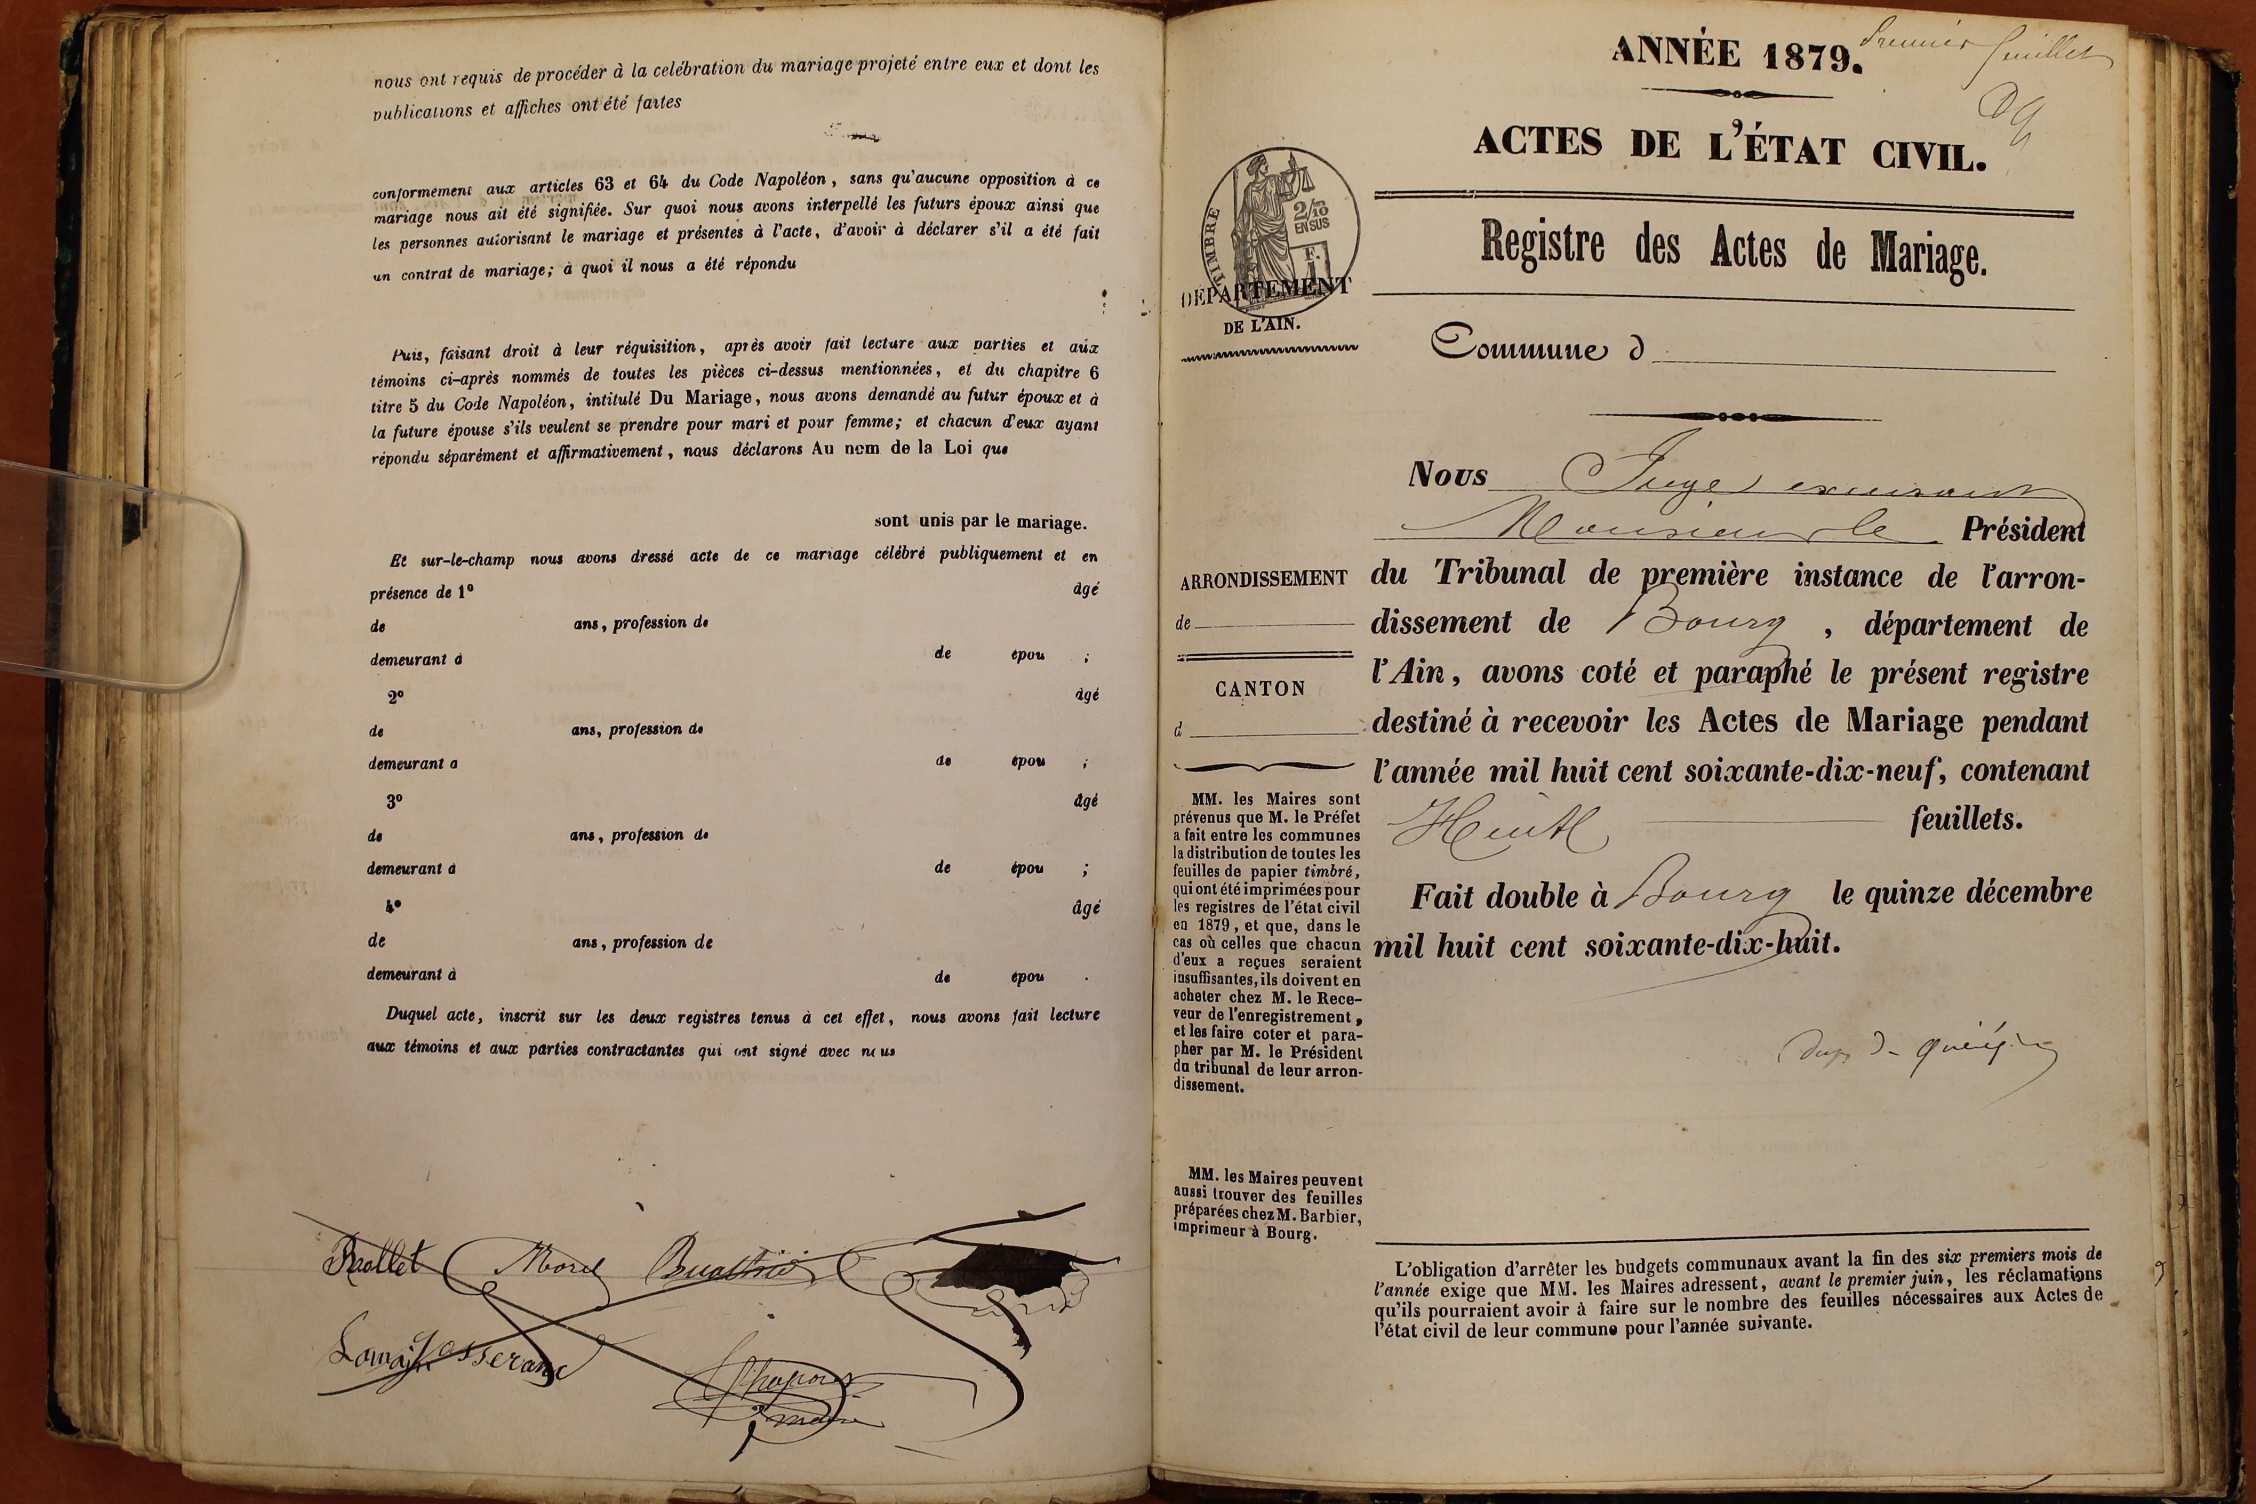 nous ont requis de procéder à la celébration du mariage projeté entre eux et dont les
publications et affiches ont été faites
conformement aux articles 63 et 64 du Code Napoléon, sans qu'aucune opposition à ce
mariage nous ait été signifiée. Sur quoi nous avons interpellé les futurs époux ainsi que
les personnes autorisant le mariage et présentes à l'acte, d'avoir à déclarer s'il a été fait
un contrat de mariage; à quoi il nous a été répondu
Puis, faisant droit à leur réquisition, après avoir fait lecture aux parties et aux
témoins ci-après nommés de toutes les pièces ci-dessus mentionnées, et du chapitre 6
titre 5 du Code Napoléon, intitulé Du Mariage, nous avons demandé au futur époux et à
la future épouse s'ils veulent se prendre pour mari et pour femme; et chacun d'eux ayant
répondu séparément et affirmativement, nous déclarons Au nom de la Loi que
sont unis par le mariage.
Et sur-le-champ nous avons dressé acte de ce mariage célébré publiquement et en
présence de 1° âgé
de ans, profession de
demeurant à de épou ;
2° âgé
de ans, profession de
demeurant a de épou ;
3° âgé
de ans, profession de
demeurant à de épou ;
4° âgé
de ans, profession de
demeurant à de epou .
Duquel acte, inscrit sur les deux registres tenus à cet effet, nous avons fait lecture
aux témoins et aux parties contractantes qui ont signé avec nous
Morel
Josserand
maire
ANNÉE 1879.
Premier feuillet
ACTES DE L'ÉTAT CIVIL.
Registre des Actes de Mariage.
TIMBRE
2/10
EN SUS
F.
1
DÉPARTEMENT
DE L'AIN.
Commune d
Nous Juge excusant
Monsieur le Président
du Tribunal de première instance de l'arron-
dissement de Bourg, département de
l'Ain, avons coté et paraphé le présent registre
destiné à recevoir les Actes de Mariage pendant
l'année mil huit cent soixante-dix-neuf, contenant
Huit feuillets.
Fait double à Bourg le quinze décembre
mil huit cent soixante-dix-huit.
ARRONDISSEMENT
de
CANTON
d
MM. les Maires sont
prévenus que M. le Préfet
a fait entre les communes
la distribution de toutes les
feuilles de papier timbré,
qui ont été imprimées pour
les registres de l'état civil
en 1879, et que, dans le
cas où celles que chacun
d'eux a reçues seraient
insuffisantes, ils doivent en
acheter chez M. le Rece-
veur de l'enregistrement,
et les faire coter et para-
pher par M. le Président
du tribunal de leur arron-
dissement.
MM. les Maires peuvent
aussi trouver des feuilles
préparées chez M. Barbier,
imprimeur à Bourg.
L'obligation d'arrêter les budgets communaux avant la fin des six premiers mois de
l'année exige que MM. les Maires adressent, avant le premier juin, les réclamations
qu'ils pourraient avoir à faire sur le nombre des feuilles nécessaires aux Actes de
l'état civil de leur commune pour l'année suivante.